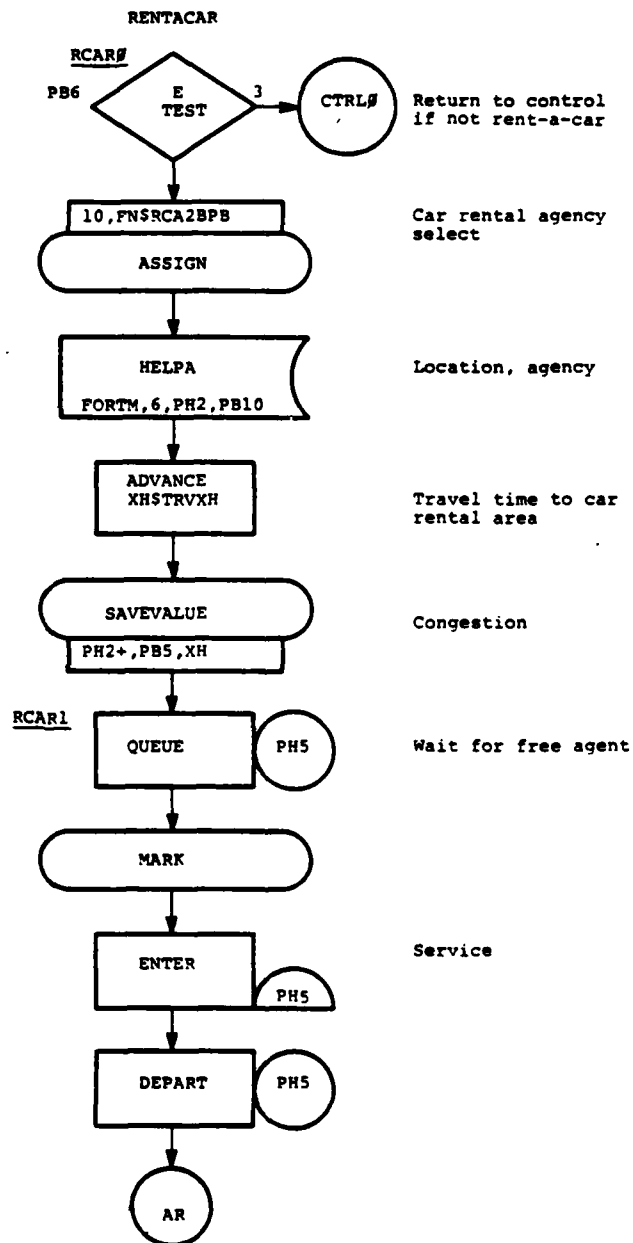 RENTACAR
RCARØ
PB6
E
TEST
3
CTRLØ
Return to control
if not rent-a-car
10,FN$RCA2BPB
ASSIGN
Car rental agency
select
HELPA
FORTM,6,PH2,PB10
Location, agency
ADVANCE
XH$TRVXH
Travel time to car
rental area
SAVEVALUE
PH2+,PB5,XH
Congestion
RCAR1
QUEUE
PH5
Wait for free agent
MARK
ENTER
PH5
Service
DEPART
PH5
AR